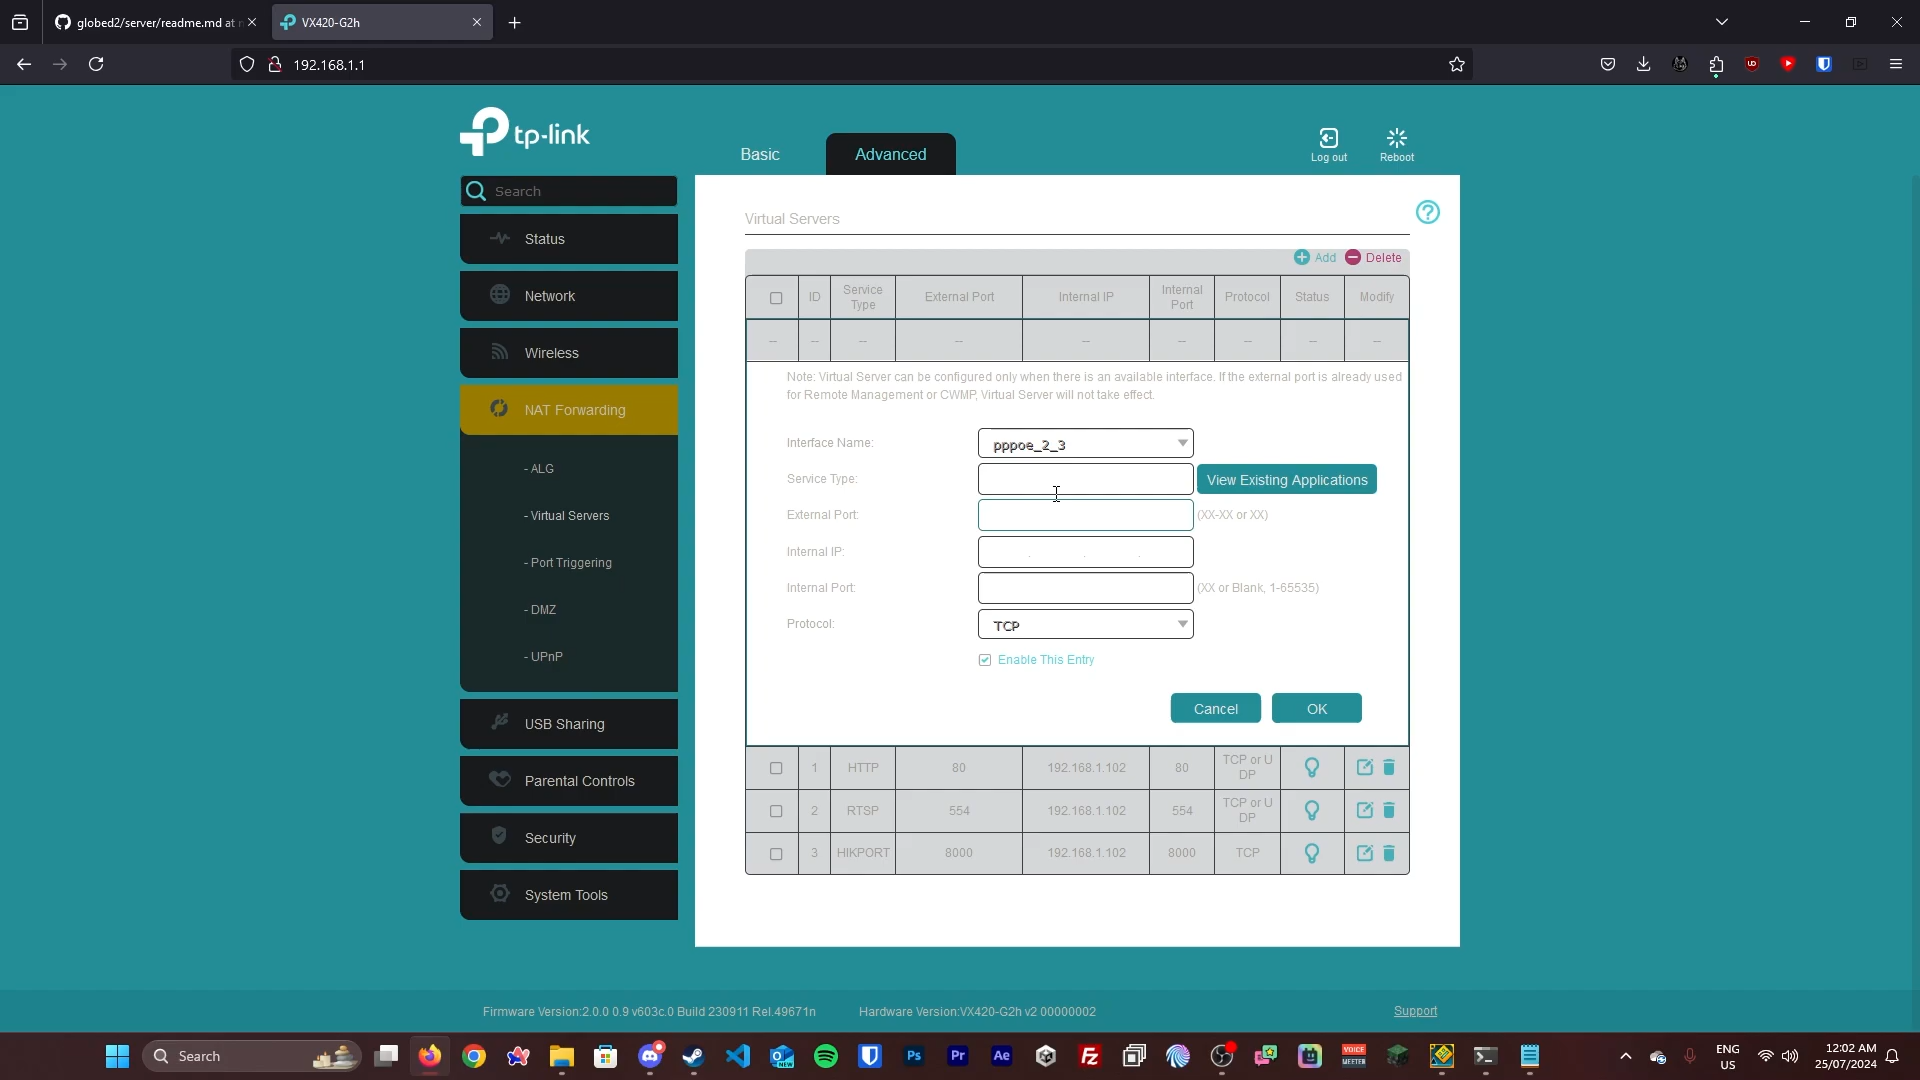 globed2/server/readme.md at
VX420-G2h
192.168.1.1
tp-link
Basic
Advanced
Log out
Reboot
Search
Status
Network
Wireless
NAT Forwarding
- ALG
- Virtual Servers
- Port Triggering
- DMZ
- UPnP
USB Sharing
Parental Controls
Security
System Tools
Virtual Servers
Add
Delete
ID
Service Type
External Port
Internal IP
Internal Port
Protocol
Status
Modify
-- -- -- -- -- -- -- -- --
Note: Virtual Server can be configured only when there is an available interface. If the external port is already used
for Remote Management or CWMP, Virtual Server will not take effect.
Interface Name: pppoe_2_3
Service Type: View Existing Applications
External Port: (XX-XX or XX)
Internal IP: . . .
Internal Port: (XX or Blank, 1-65535)
Protocol: TCP
Enable This Entry
Cancel OK
1 HTTP 80 192.168.1.102 80 TCP or U
DP
2 RTSP 554 192.168.1.102 554 TCP or U
DP
3 HIKPORT 8000 192.168.1.102 8000 TCP
Firmware Version:2.0.0 0.9 v603c.0 Build 230911 Rel.49671n
Hardware Version:VX420-G2h v2 00000002
Support
Search
ENG
US
12:02 AM
25/07/2024